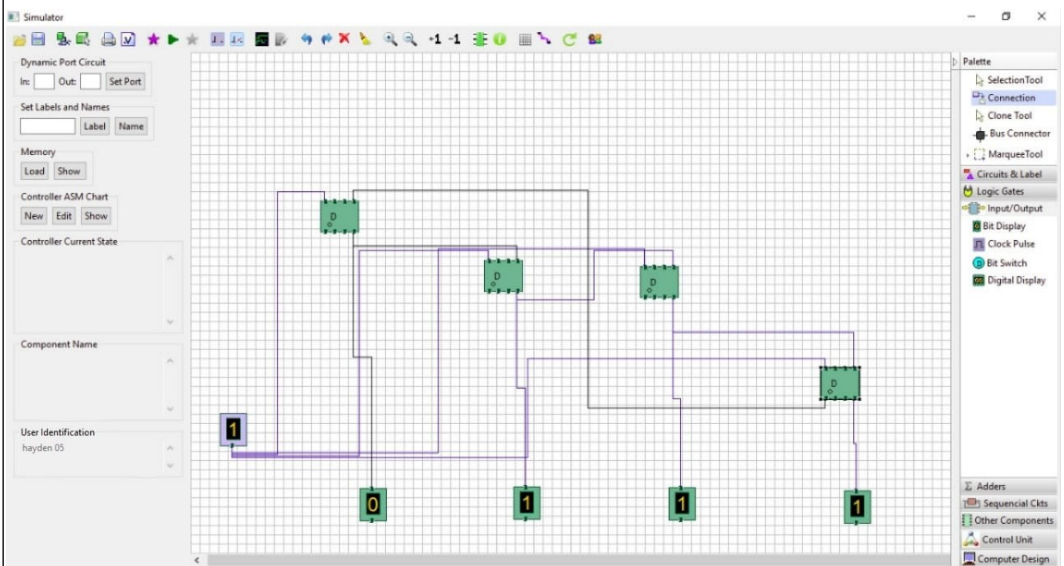 Simulator
+1 -1
Dynamic Port Circuit
In: Out: Set Port
Set Labels and Names
Label Name
Memory
Load Show
Controller ASM Chart
New Edit Show
Controller Current State
Component Name
User Identification
hayden 05
D
D
D
D
1
0
1
1
1
Palette
SelectionTool
Connection
Clone Tool
Bus Connector
MarqueeTool
Circuits & Label
Logic Gates
Input/Output
Bit Display
Clock Pulse
Bit Switch
Digital Display
Adders
Sequencial Ckts
Other Components
Control Unit
Computer Design